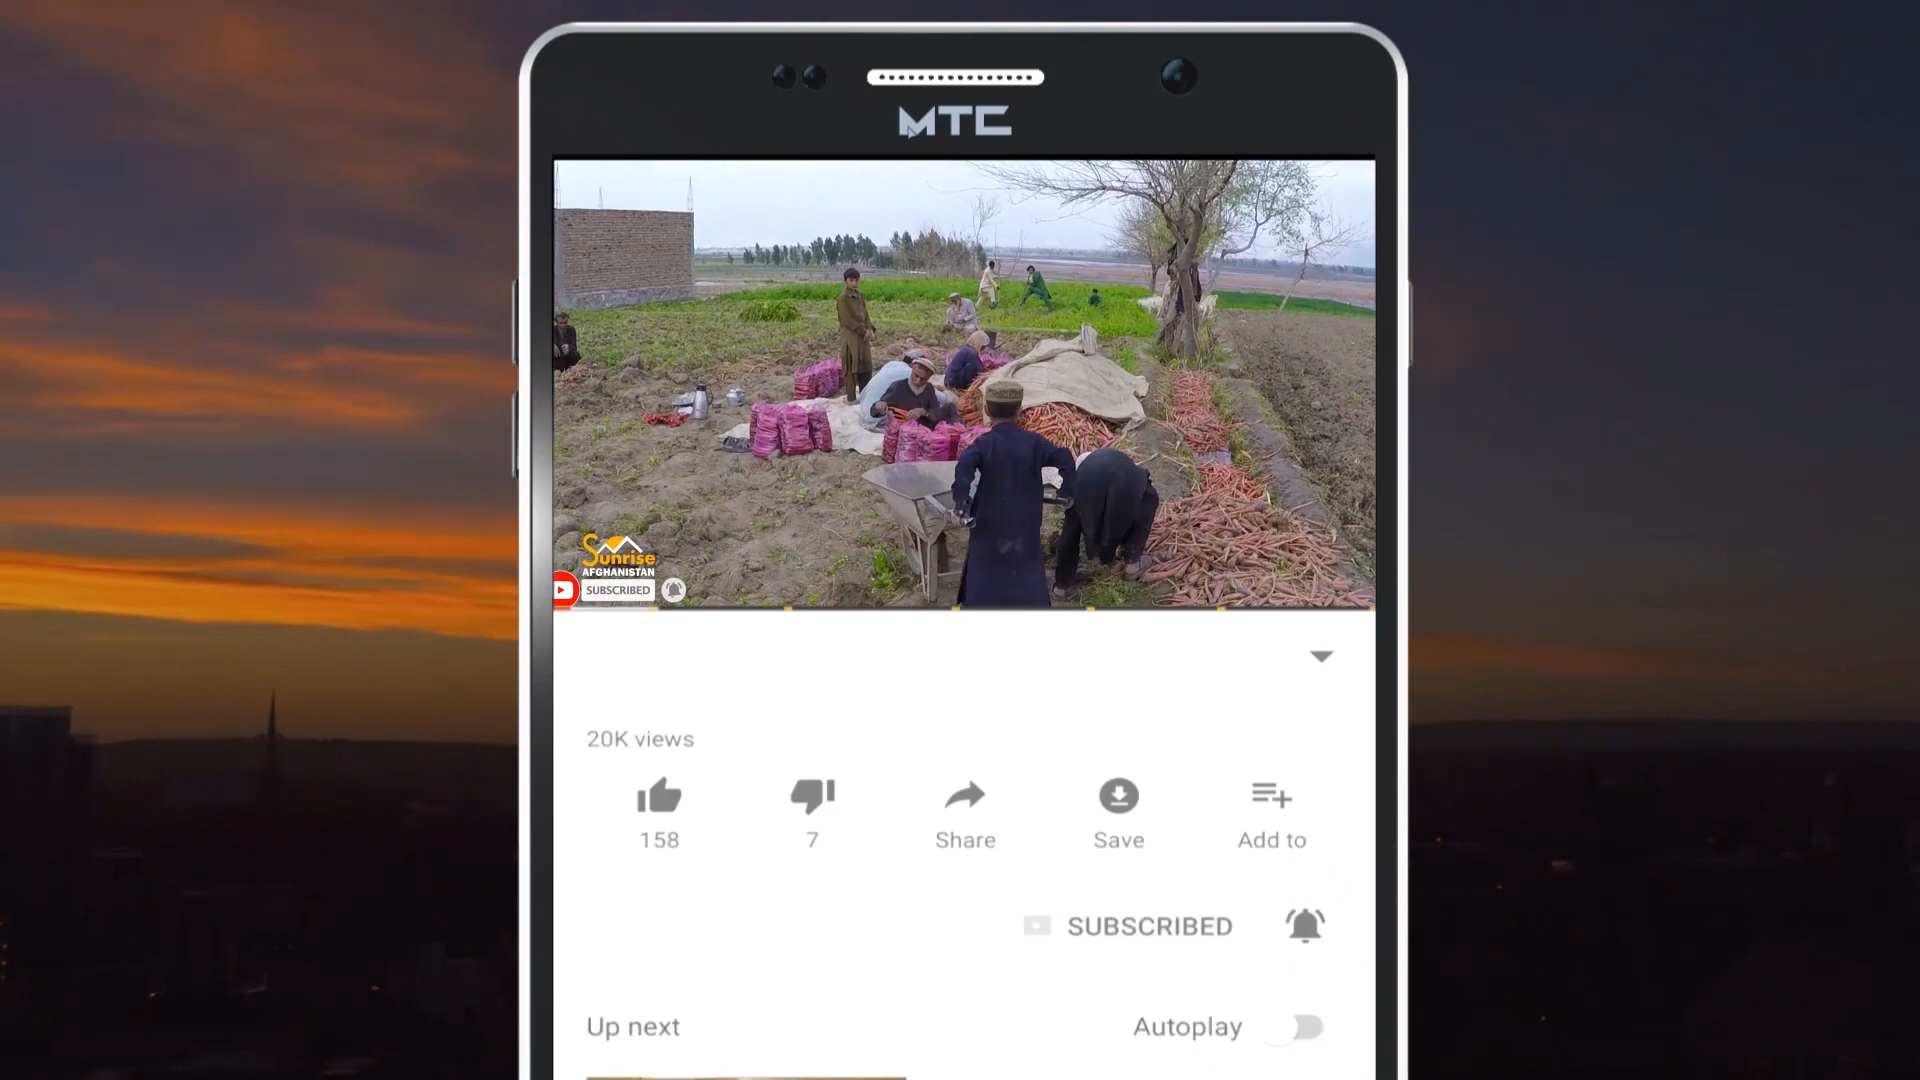 MTC
Sunrise
AFGHANISTAN
SUBSCRIBED
20K views
158
7
Share
Save
Add to
SUBSCRIBED
Up next
Autoplay